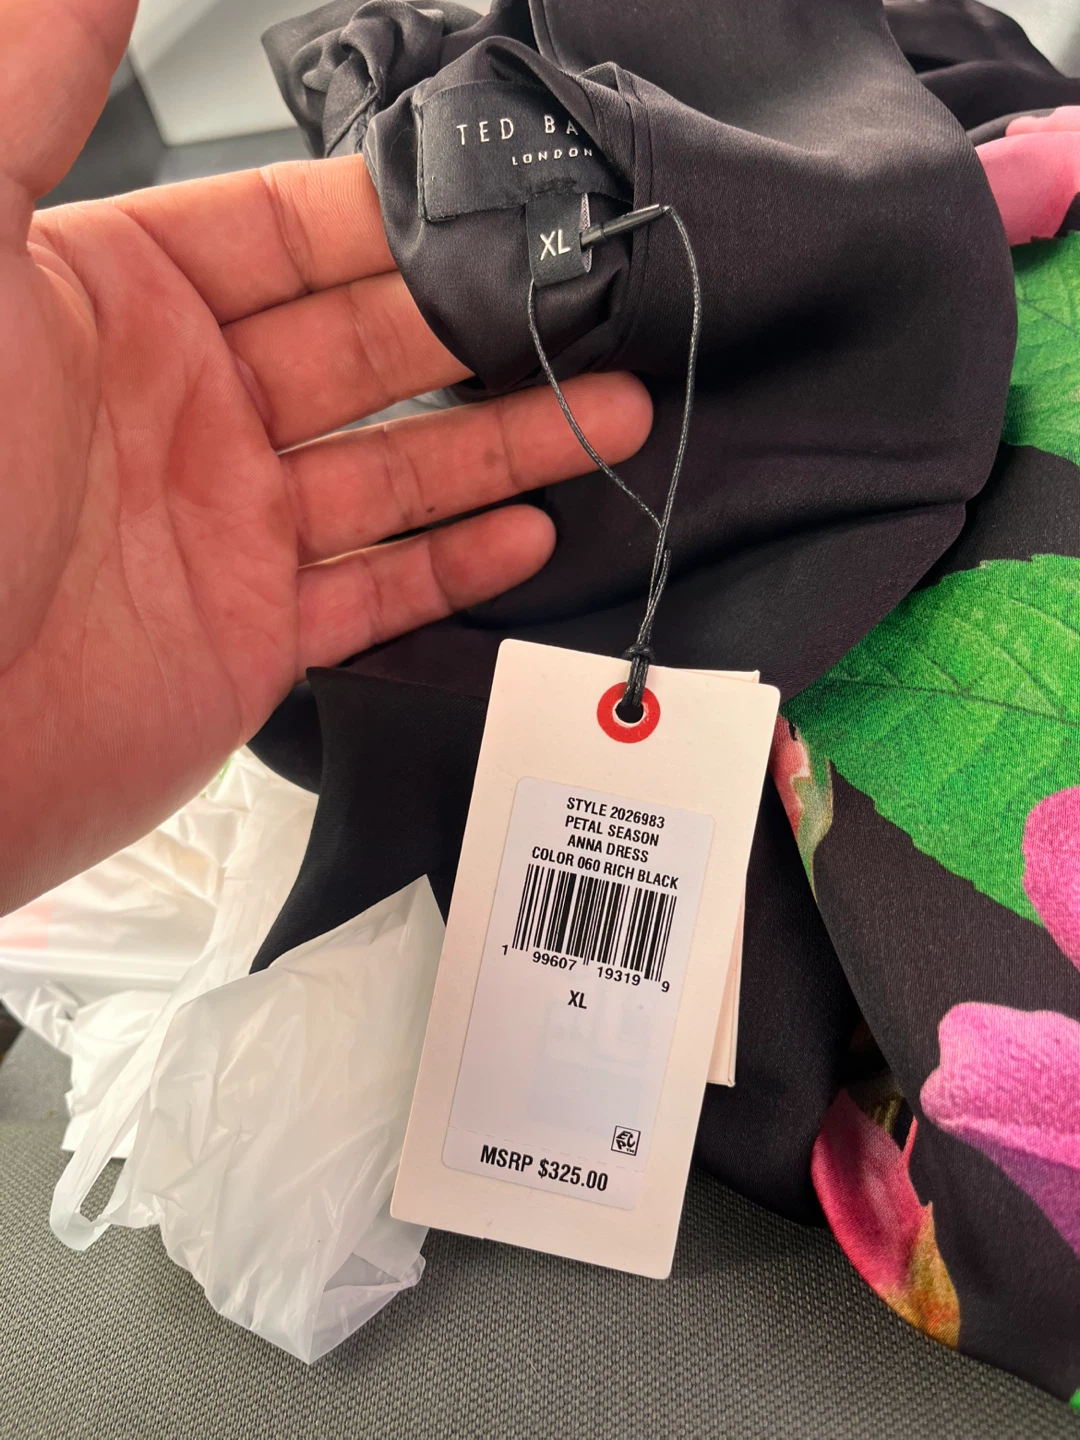 TED BA
LONDON
XL
STYLE 2026983
PETAL SEASON
ANNA DRESS
COLOR 060 RICH BLACK
1 99607 19319 9
XL
MSRP $325.00